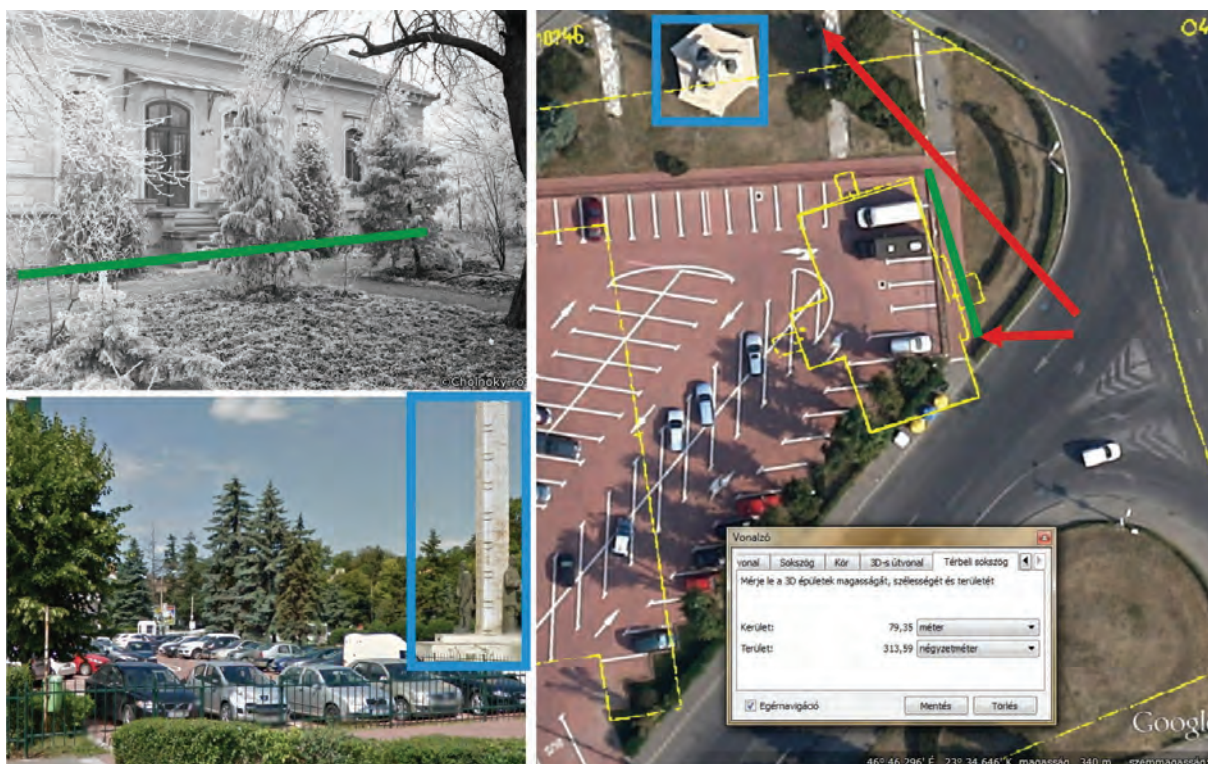 © Cholnoky.ro
10746
04
Vonalzó
vonal Sokszög Kör 3D-s útvonal Térbeli sokszög
Mérje le a 3D épületek magasságát, szélességét és területét
Kerület: 79,35 méter
Terület: 313,59 négyzetméter
Egérnavigáció Mentés Törlés
BUS
Google
46° 46.296' É 23° 34.646' K magasság 340 m szemmagasság: